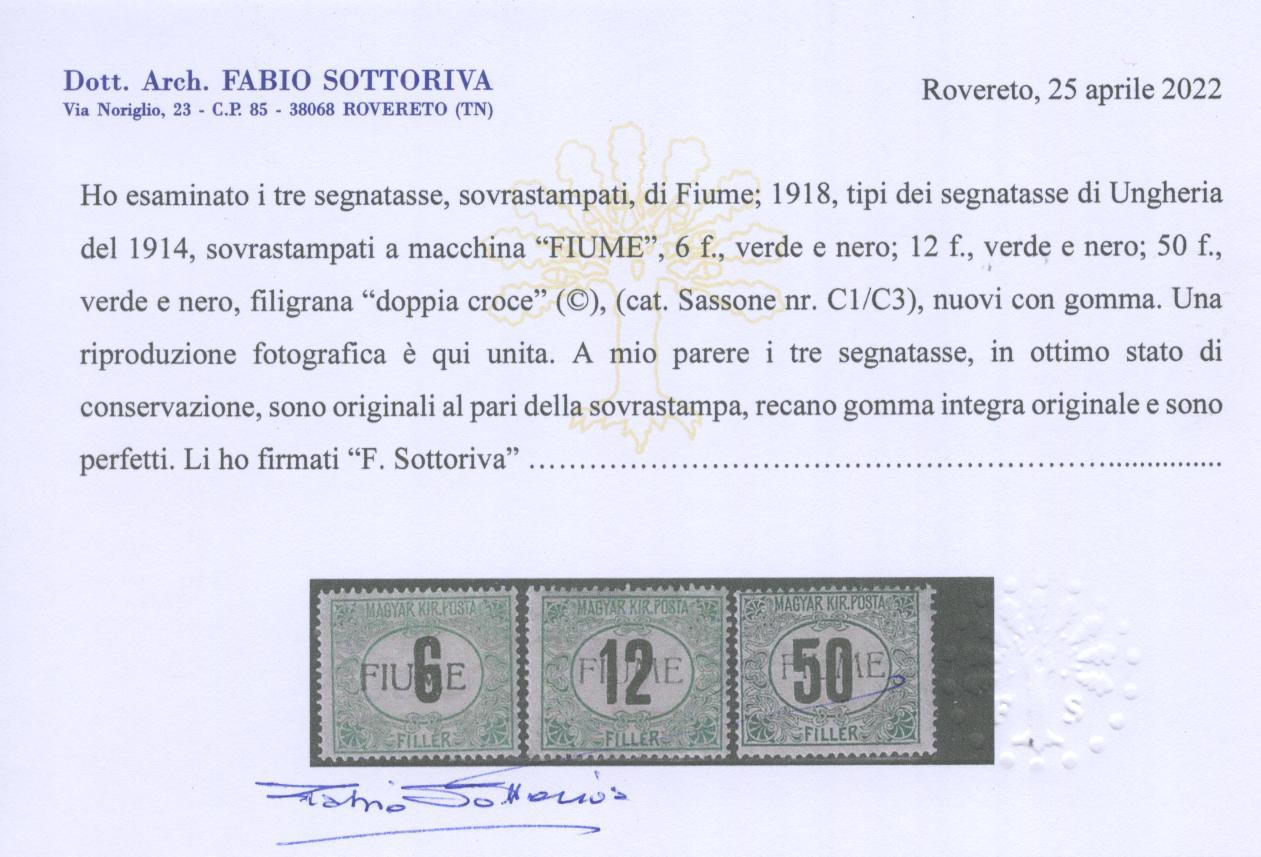 Dott. Arch. FABIO SOTTORIVA
Via Noriglio, 23 - C.P. 85 - 38068 ROVERETO (TN)
Rovereto, 25 aprile 2022
Ho esaminato i tre segnatasse, sovrastampati, di Fiume; 1918, tipi dei segnatasse di Ungheria
del 1914, sovrastampati a macchina “FIUME”, 6 f., verde e nero; 12 f., verde e nero; 50 f.,
verde e nero, filigrana “doppia croce” (©), (cat. Sassone nr. C1/C3), nuovi con gomma. Una
riproduzione fotografica è qui unita. A mio parere i tre segnatasse, in ottimo stato di
conservazione, sono originali al pari della sovrastampa, recano gomma integra originale e sono
perfetti. Li ho firmati “F. Sottoriva” ........................................................................
MAGYAR KIR. POSTA
FIUME
6
FILLÉR
MAGYAR KIR. POSTA
FIUME
12
FILLÉR
MAGYAR KIR. POSTA
FIUME
50
FILLÉR
F S
Fabio Sottoriva